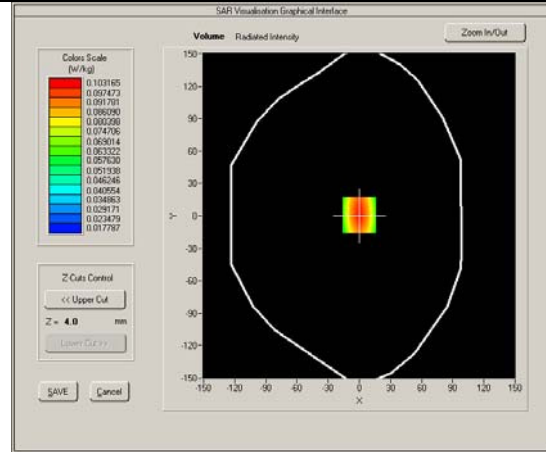 SAR Visualisation Graphical Interface
Volume Radiated Intensity
Zoom In/Out
Colors Scale
(W/kg)
0.103165
0.097473
0.091781
0.086090
0.080398
0.074706
0.069014
0.063322
0.057630
0.051938
0.046246
0.040554
0.034863
0.029171
0.023479
0.017787
150
120
90
60
30
0
-30
-60
-90
-120
-150
Y
-150 -120 -90 -60 -30 0 30 60 90 120 150
X
Z Cuts Control
<< Upper Cut
Z = 4.0 mm
Lower Cut >>
SAVE Cancel